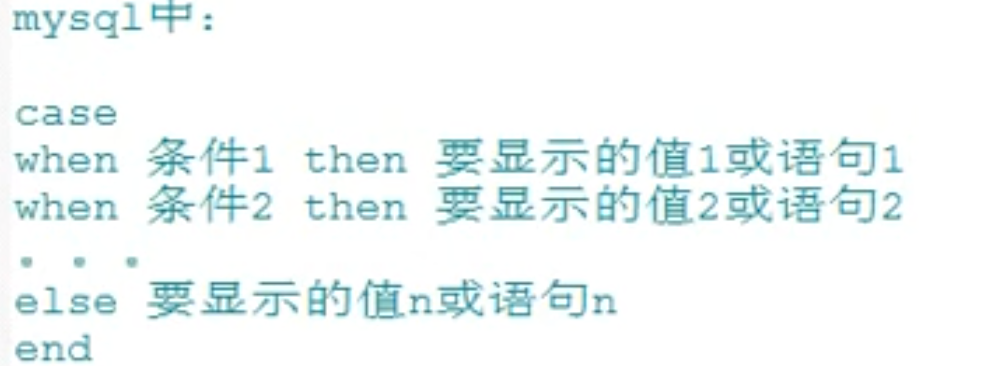 mysql中：
case
when 条件1 then 要显示的值1或语句1
when 条件2 then 要显示的值2或语句2
。。。
else 要显示的值n或语句n
end